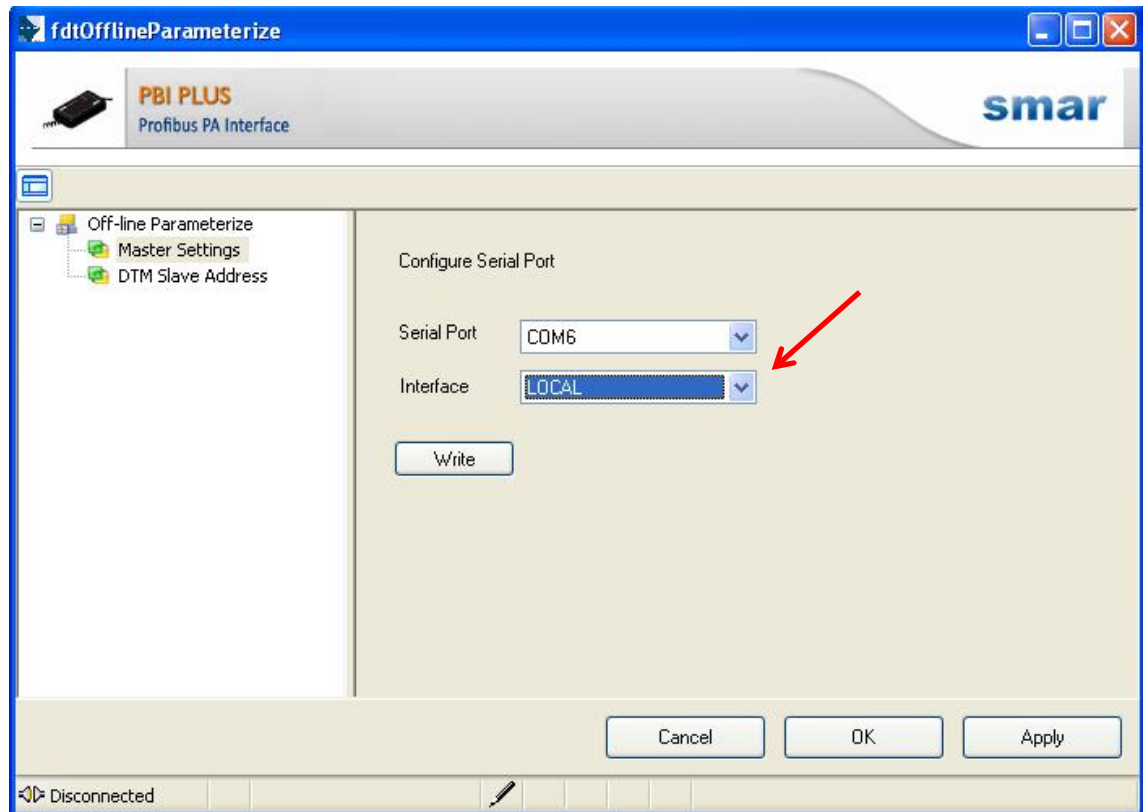 fdtOfflineParameterize
PBI PLUS
Profibus PA Interface
smar
Off-line Parameterize
Master Settings
DTM Slave Address
Configure Serial Port
Serial Port COM6
Interface LOCAL
Write
Cancel OK Apply
Disconnected